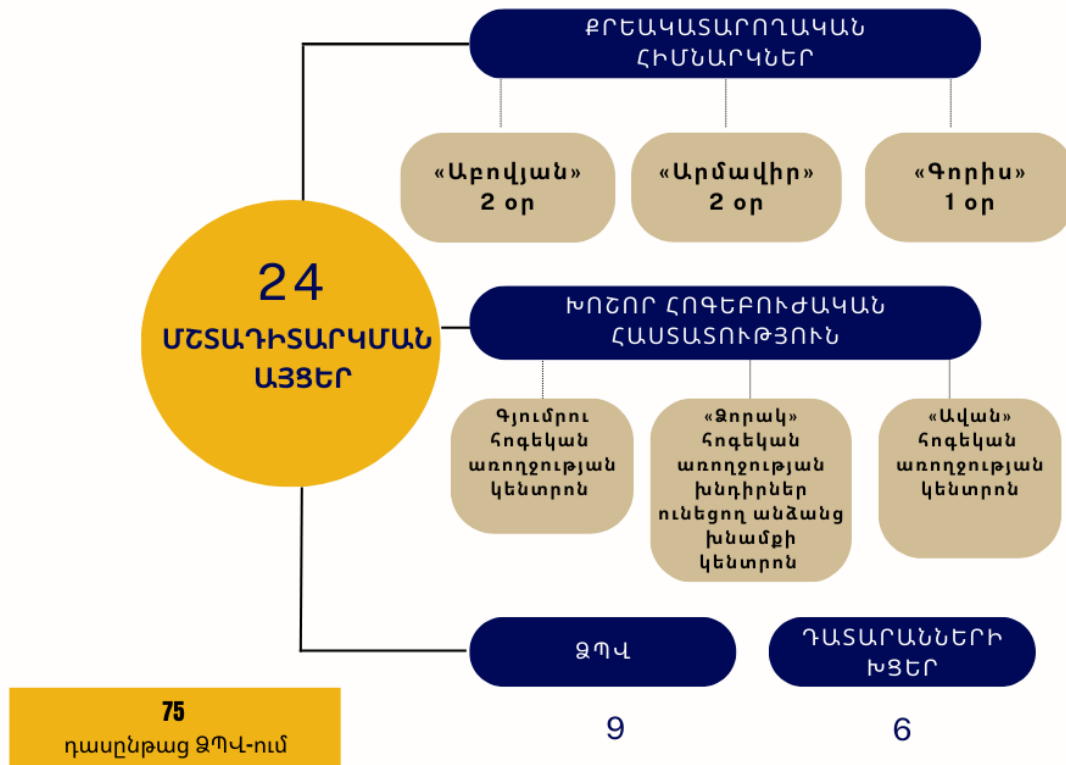 ՔՐԵԱԿԱՏԱՐՈՂԱԿԱՆ
ՀԻՄՆԱՐԿՆԵՐ
«Աբովյան»
2 օր
«Արմավիր»
2 օր
«Գորիս»
1 օր
24
ՄՇՏԱԴԻՏԱՐԿՄԱՆ
ԱՅՑԵՐ
ԽՈՇՈՐ ՀՈԳԵԲՈՒԺԱԿԱՆ
ՀԱՍՏԱՏՈՒԹՅՈՒՆ
Գյումրու
հոգեկան
առողջության
կենտրոն
«Ձորակ»
հոգեկան
առողջության
խնդիրներ
ունեցող անձանց
խնամքի
կենտրոն
«Ավան»
հոգեկան
առողջության
կենտրոն
ՁՊՎ
9
ԴԱՏԱՐԱՆՆԵՐԻ
ԽՑԵՐ
6
75
դասընթաց ՁՊՎ-ում